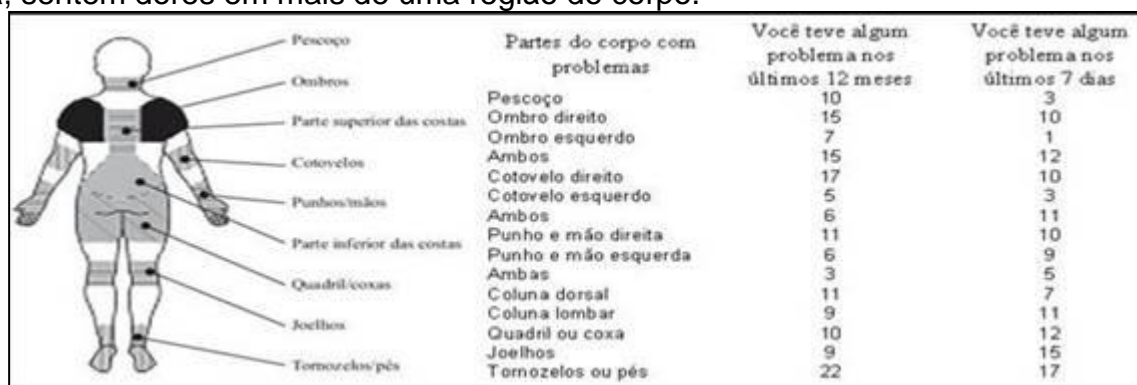 , sentem dores em mais de uma região do corpo.
Pescoço
Ombros
Parte superior das costas
Cotovelos
Punhos/mãos
Parte inferior das costas
Quadril/coxas
Joelhos
Tornozelos/pés
Partes do corpo com problemas
Você teve algum problema nos últimos 12 meses
Você teve algum problema nos últimos 7 dias
Pescoço 10 3
Ombro direito 15 10
Ombro esquerdo 7 1
Ambos 15 12
Cotovelo direito 17 10
Cotovelo esquerdo 5 3
Ambos 6 11
Punho e mão direita 11 10
Punho e mão esquerda 6 9
Ambas 3 5
Coluna dorsal 11 7
Coluna lombar 9 11
Quadril ou coxa 10 12
Joelhos 9 15
Tornozelos ou pés 22 17